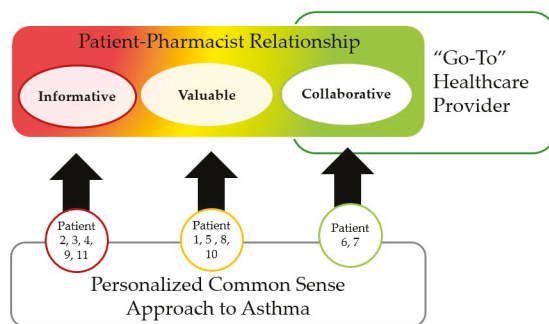 Patient-Pharmacist Relationship
Informative
Valuable
Collaborative
“Go-To”
Healthcare
Provider
Patient
2, 3, 4,
9, 11
Patient
1, 5 , 8,
10
Patient
6, 7
Personalized Common Sense
Approach to Asthma